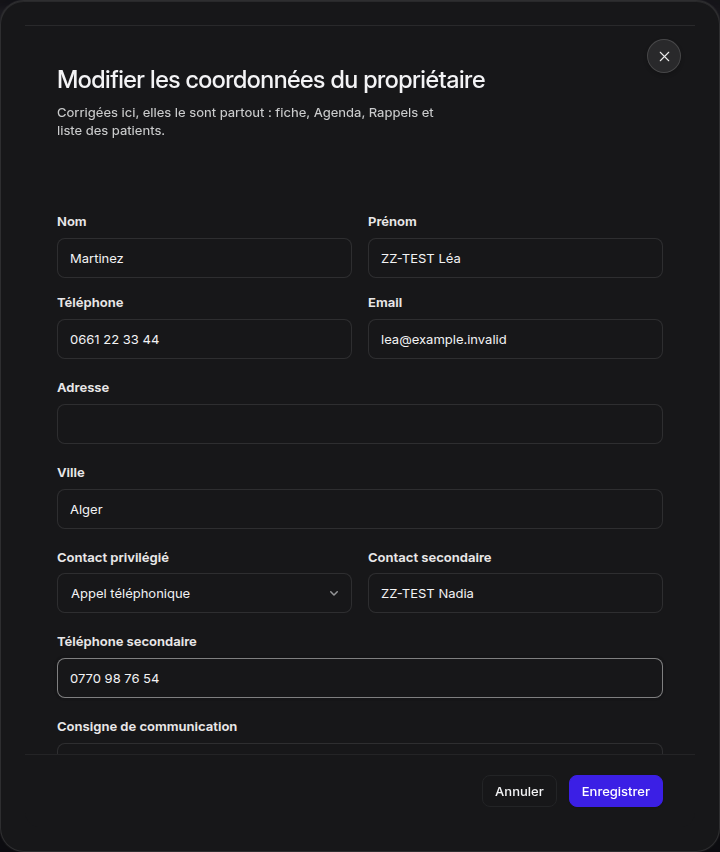 Modifier les coordonnées du propriétaire
Corrigées ici, elles le sont partout : fiche, Agenda, Rappels et
liste des patients.
Nom
Prénom
Martinez
ZZ-TEST Léa
Téléphone
Email
0661 22 33 44
lea@example.invalid
Adresse
Ville
Alger
Contact privilégié
Contact secondaire
Appel téléphonique
ZZ-TEST Nadia
Téléphone secondaire
0770 98 76 54
Consigne de communication
Annuler
Enregistrer